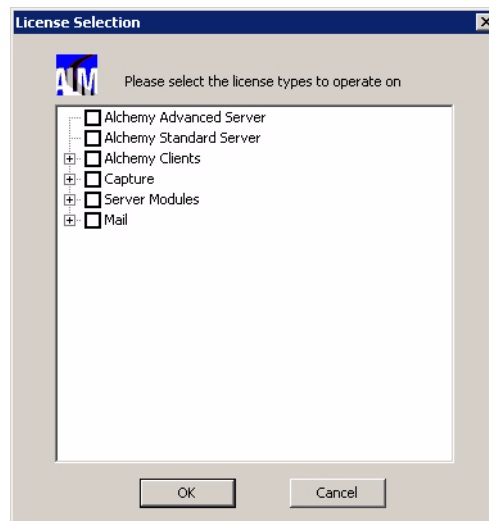 License Selection
ALM
Please select the license types to operate on
Alchemy Advanced Server
Alchemy Standard Server
Alchemy Clients
Capture
Server Modules
Mail
OK
Cancel